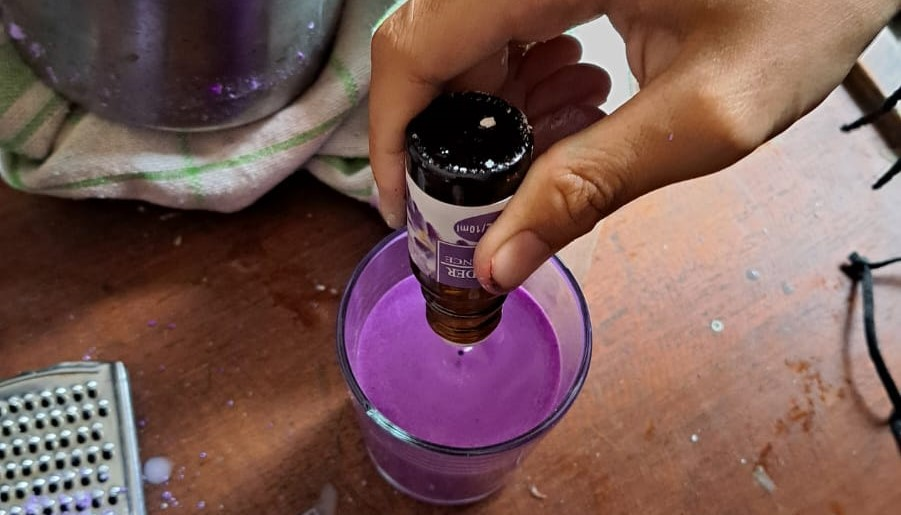 /10ml
DER
NCE